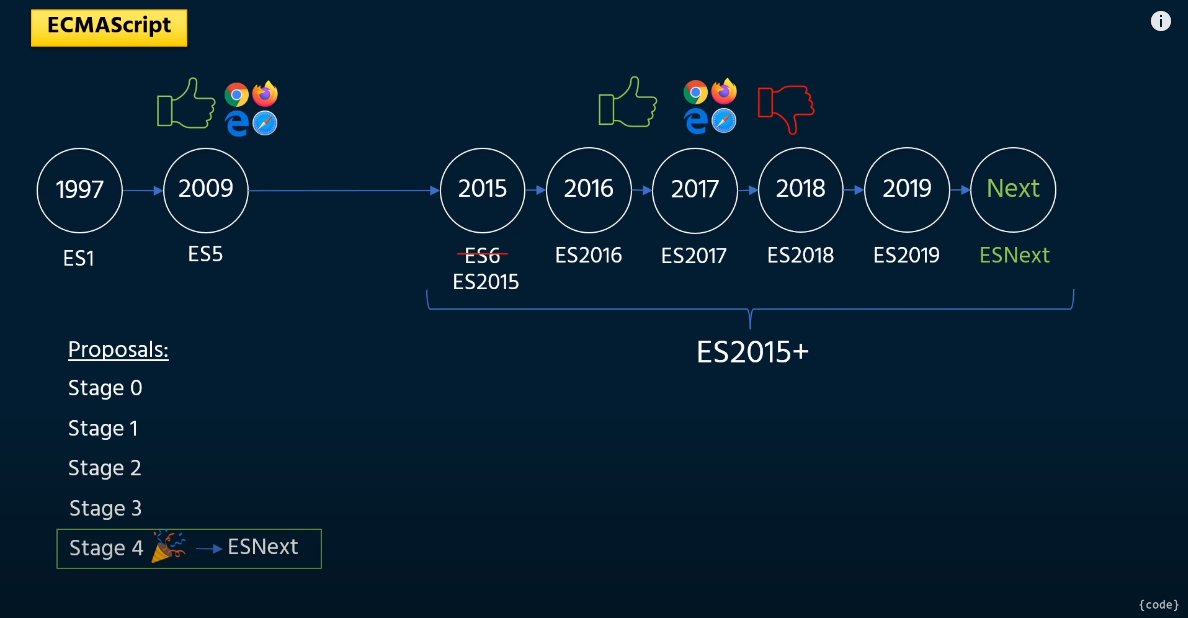 ECMAScript
i
1997
2009
2015
2016
2017
2018
2019
Next
ES1
ES5
ES6
ES2015
ES2016
ES2017
ES2018
ES2019
ESNext
ES2015+
Proposals:
Stage 0
Stage 1
Stage 2
Stage 3
Stage 4
ESNext
{code}